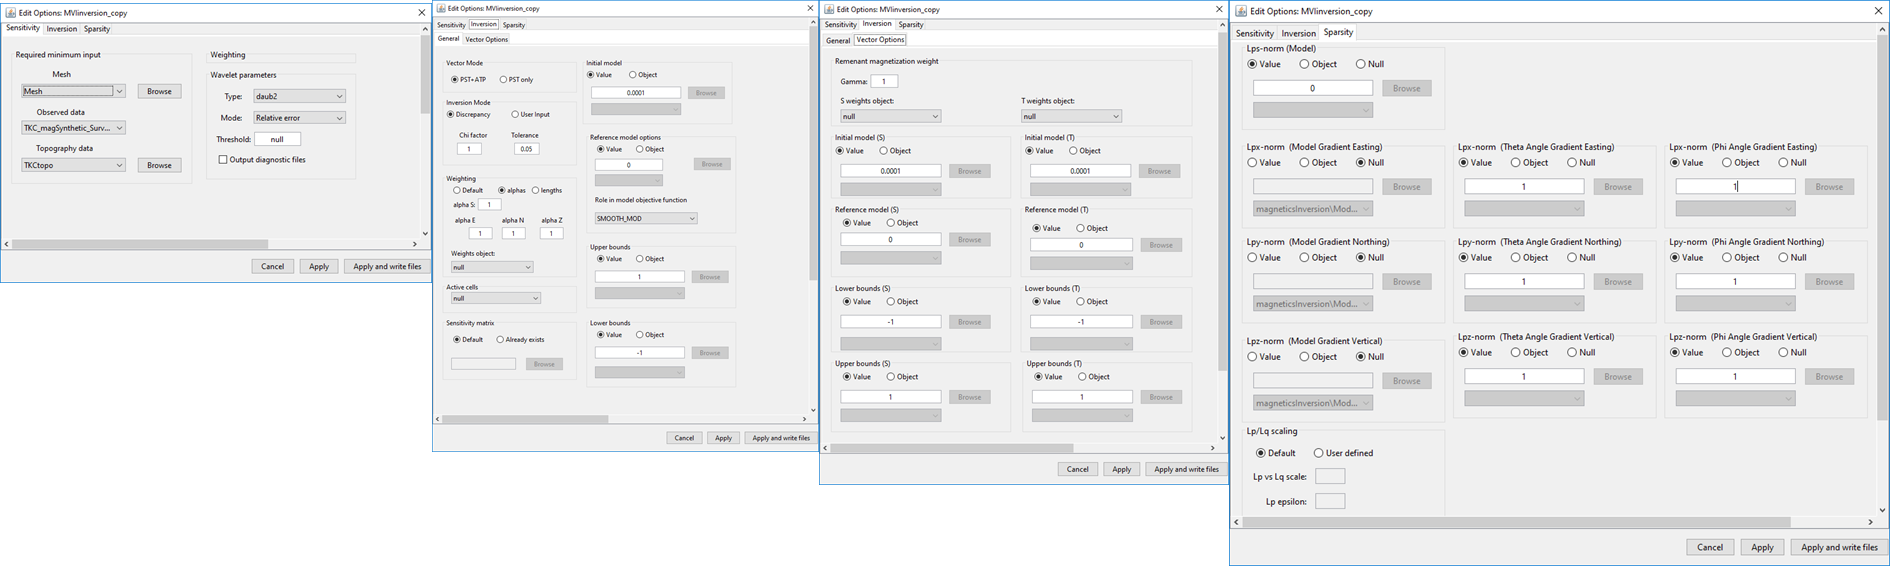 Edit Options: MVIinversion_copy
Sensitivity Inversion Sparsity
Required minimum input
Mesh
Mesh Browse
Observed data
TKC_magSynthetic_Surv...
Topography data
TKCtopo Browse
Weighting
Wavelet parameters
Type: daub2
Mode: Relative error
Threshold: null
Output diagnostic files
Cancel Apply Apply and write files
Edit Options: MVIinversion_copy
Sensitivity Inversion Sparsity
General Vector Options
Vector Mode
PST+ATP PST only
Inversion Mode
Discrepancy User Input
Chi factor Tolerance
1 0.05
Weighting
Default alphas lengths
alpha S: 1
alpha E alpha N alpha Z
1 1 1
Weights object:
null
Active cells
null
Sensitivity matrix
Default Already exists
Browse
Initial model
Value Object
0.0001 Browse
Reference model options
Value Object
0 Browse
Role in model objective function
SMOOTH_MOD
Upper bounds
Value Object
1 Browse
Lower bounds
Value Object
-1 Browse
Cancel Apply Apply and write files
Edit Options: MVIinversion_copy
Sensitivity Inversion Sparsity
General Vector Options
Remenant magnetization weight
Gamma: 1
S weights object: T weights object:
null null
Initial model (S) Initial model (T)
Value Object Value Object
0.0001 Browse 0.0001 Browse
Reference model (S) Reference model (T)
Value Object Value Object
0 Browse 0 Browse
Lower bounds (S) Lower bounds (T)
Value Object Value Object
-1 Browse -1 Browse
Upper bounds (S) Upper bounds (T)
Value Object Value Object
1 Browse 1 Browse
Cancel Apply Apply and write files
Edit Options: MVIinversion_copy
Sensitivity Inversion Sparsity
Lps-norm (Model)
Value Object Null
0 Browse
Lpx-norm (Model Gradient Easting) Lpx-norm (Theta Angle Gradient Easting) Lpx-norm (Phi Angle Gradient Easting)
Value Object Null Value Object Null Value Object Null
Browse 1 Browse 1 Browse
magneticsInversion\Mod...
Lpy-norm (Model Gradient Northing) Lpy-norm (Theta Angle Gradient Northing) Lpy-norm (Phi Angle Gradient Northing)
Value Object Null Value Object Null Value Object Null
Browse 1 Browse 1 Browse
magneticsInversion\Mod...
Lpz-norm (Model Gradient Vertical) Lpz-norm (Theta Angle Gradient Vertical) Lpz-norm (Phi Angle Gradient Vertical)
Value Object Null Value Object Null Value Object Null
Browse 1 Browse 1 Browse
magneticsInversion\Mod...
Lp/Lq scaling
Default User defined
Lp vs Lq scale:
Lp epsilon:
Cancel Apply Apply and write files